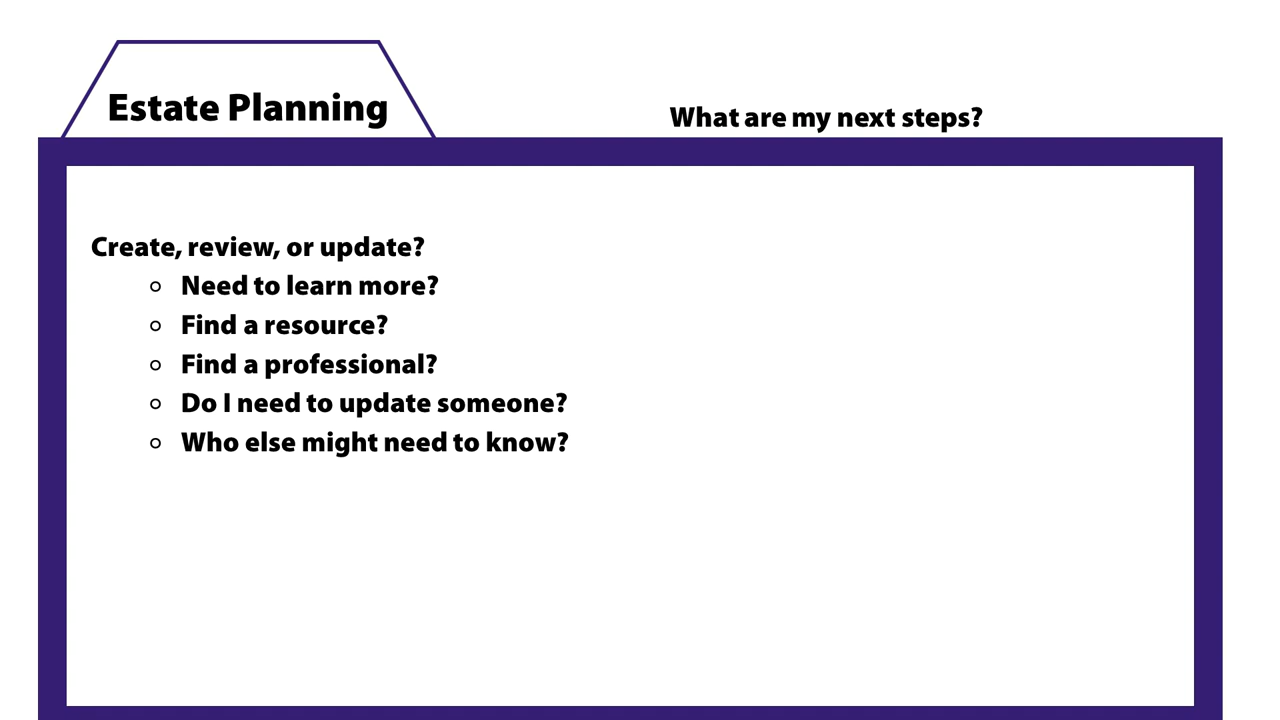 Estate Planning
What are my next steps?
Create, review, or update?
Need to learn more?
Find a resource?
Find a professional?
Do I need to update someone?
Who else might need to know?